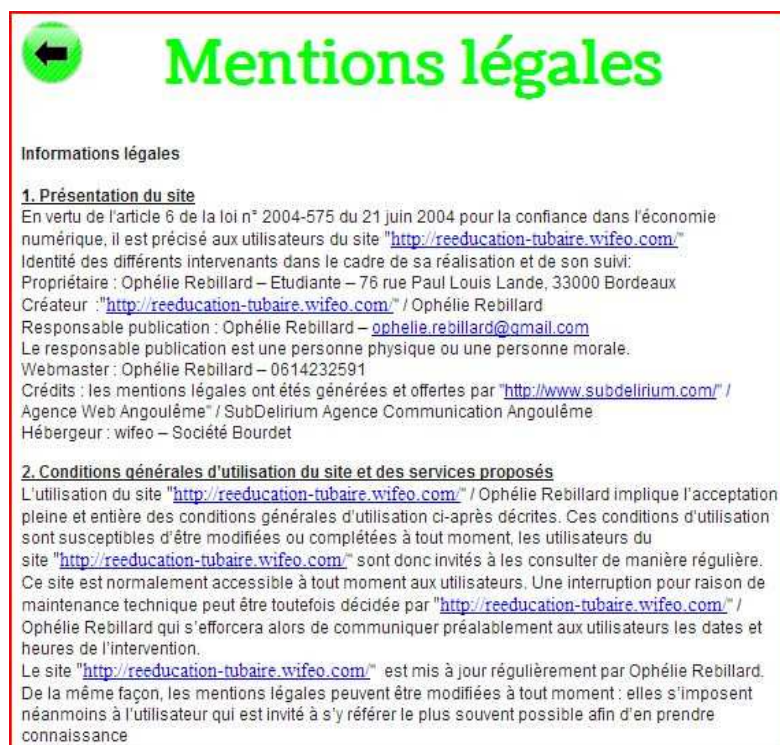 Mentions légales
Informations légales
1. Présentation du site
En vertu de l'article 6 de la loi n° 2004-575 du 21 juin 2004 pour la confiance dans l'économie
numérique, il est précisé aux utilisateurs du site "http://reeducation-tubaire.wifeo.com/"
Identité des différents intervenants dans le cadre de sa réalisation et de son suivi:
Propriétaire : Ophélie Rebillard – Etudiante – 76 rue Paul Louis Lande, 33000 Bordeaux
Créateur :"http://reeducation-tubaire.wifeo.com/" / Ophélie Rebillard
Responsable publication : Ophélie Rebillard – ophelie.rebillard@gmail.com
Le responsable publication est une personne physique ou une personne morale.
Webmaster : Ophélie Rebillard – 0614232591
Crédits : les mentions légales ont étés générées et offertes par "http://www.subdelirium.com/" /
Agence Web Angoulême" / SubDelirium Agence Communication Angoulême
Hébergeur : wifeo – Société Bourdet
2. Conditions générales d'utilisation du site et des services proposés
L'utilisation du site "http://reeducation-tubaire.wifeo.com/" / Ophélie Rebillard implique l'acceptation
pleine et entière des conditions générales d'utilisation ci-après décrites. Ces conditions d'utilisation
sont susceptibles d'être modifiées ou complétées à tout moment, les utilisateurs du
site "http://reeducation-tubaire.wifeo.com/" sont donc invités à les consulter de manière régulière.
Ce site est normalement accessible à tout moment aux utilisateurs. Une interruption pour raison de
maintenance technique peut être toutefois décidée par "http://reeducation-tubaire.wifeo.com/" /
Ophélie Rebillard qui s'efforcera alors de communiquer préalablement aux utilisateurs les dates et
heures de l'intervention.
Le site "http://reeducation-tubaire.wifeo.com/" est mis à jour régulièrement par Ophélie Rebillard.
De la même façon, les mentions légales peuvent être modifiées à tout moment : elles s'imposent
néanmoins à l'utilisateur qui est invité à s'y référer le plus souvent possible afin d'en prendre
connaissance